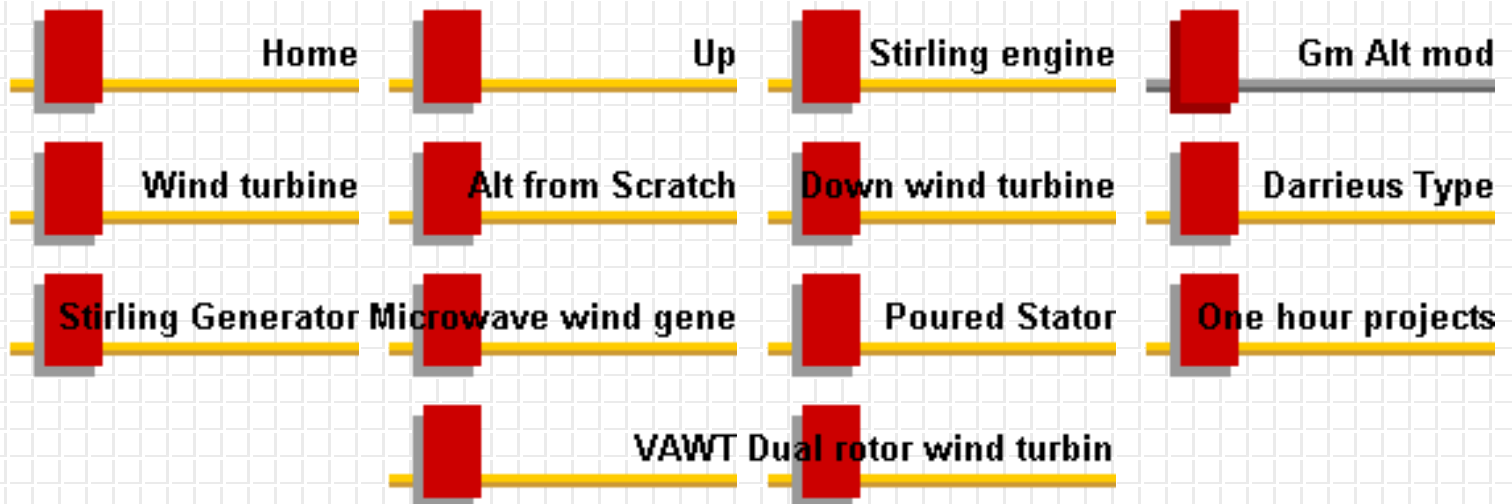 Home
Up
Stirling engine
Gm Alt mod
Wind turbine
Alt from Scratch
Down wind turbine
Darrieus Type
Stirling Generator
Microwave wind gene
Poured Stator
One hour projects
VAWT
Dual rotor wind turbin